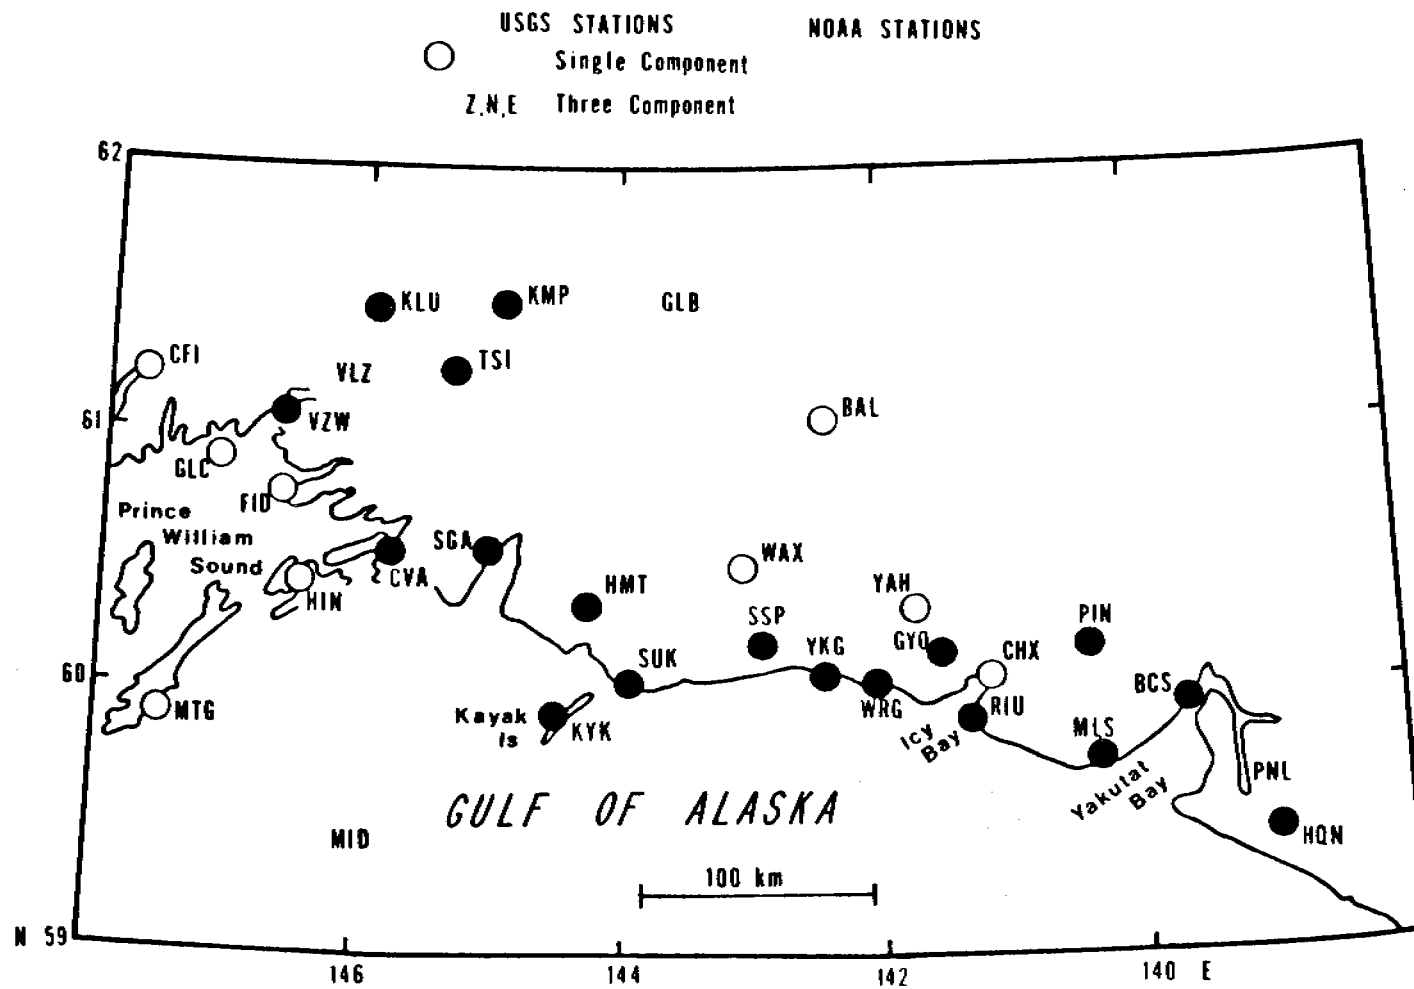 USGS STATIONS NOAA STATIONS
Single Component
Z,N,E Three Component
62
KLU
KMP
GLB
CFI
VLZ
TSI
61
VZW
BAL
GLC
FID
Prince
William
Sound
SGA
WAX
CVA
HIN
HMT
YAH
SSP
PIN
YKG
GYO
CHX
60
SUK
BCS
MTG
WRG
RIU
Kayak
Is
KYK
Icy
Bay
MLS
Yakutat
Bay
PNL
GULF OF ALASKA
MID
HQN
100 km
N 59
146 144 142 140 E